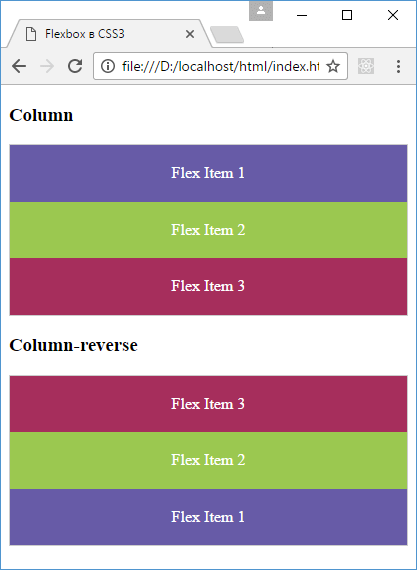 Flexbox в CSS3
file:///D:/localhost/html/index.ht
Column
Flex Item 1
Flex Item 2
Flex Item 3
Column-reverse
Flex Item 3
Flex Item 2
Flex Item 1